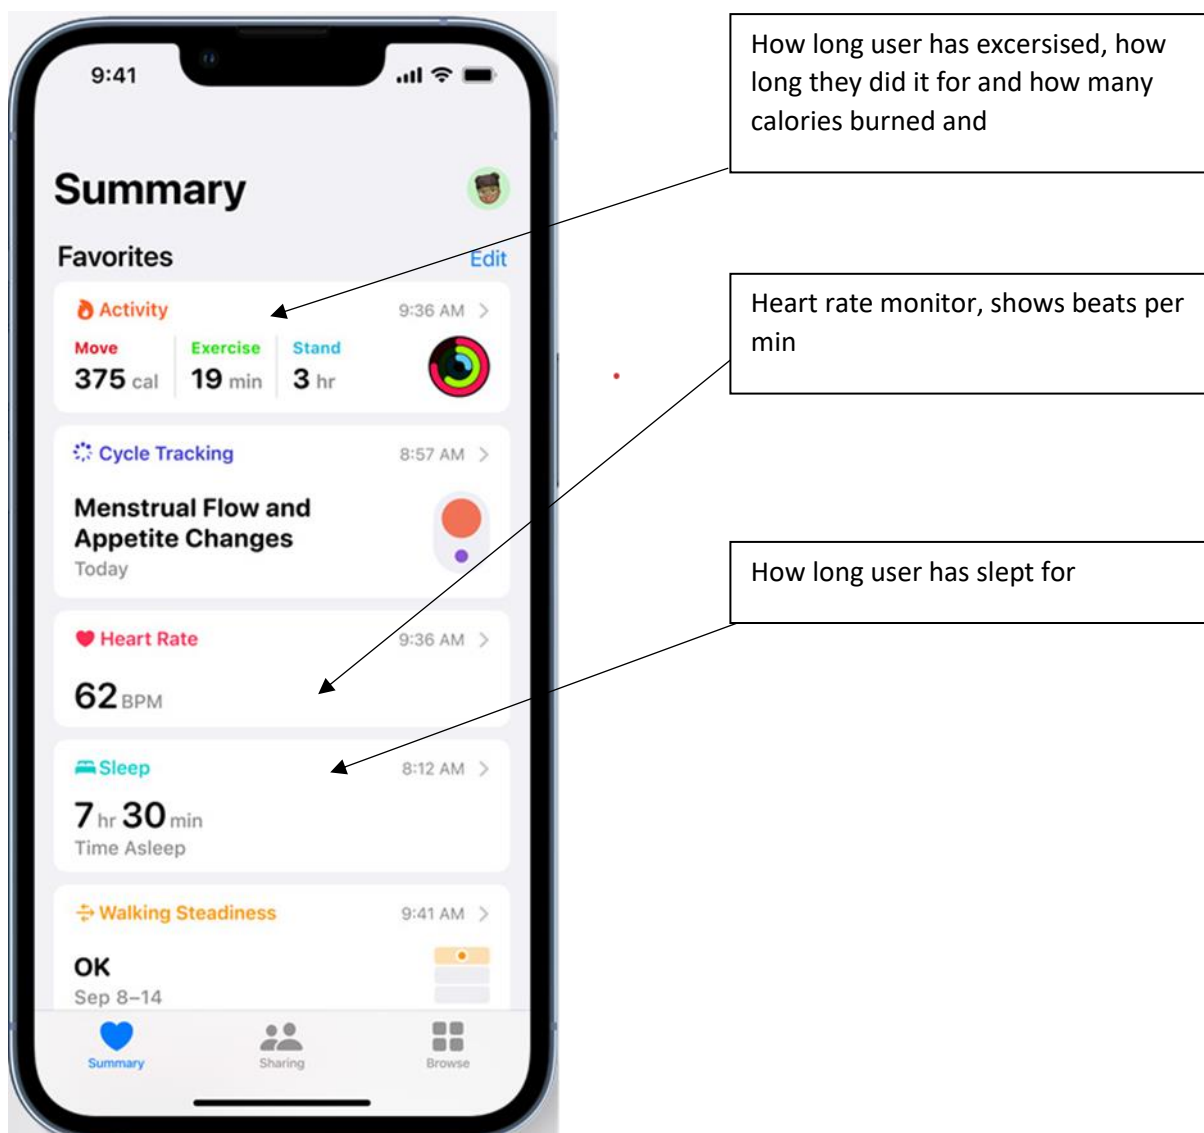 9:41
Summary
Favorites
Edit
Activity
9:36 AM
Move
Exercise
Stand
375 cal
19 min
3 hr
Cycle Tracking
8:57 AM
Menstrual Flow and
Appetite Changes
Today
Heart Rate
9:36 AM
62 BPM
Sleep
8:12 AM
7 hr 30 min
Time Asleep
Walking Steadiness
9:41 AM
OK
Sep 8–14
Summary
Sharing
Browse
How long user has excersised, how
long they did it for and how many
calories burned and
Heart rate monitor, shows beats per
min
How long user has slept for